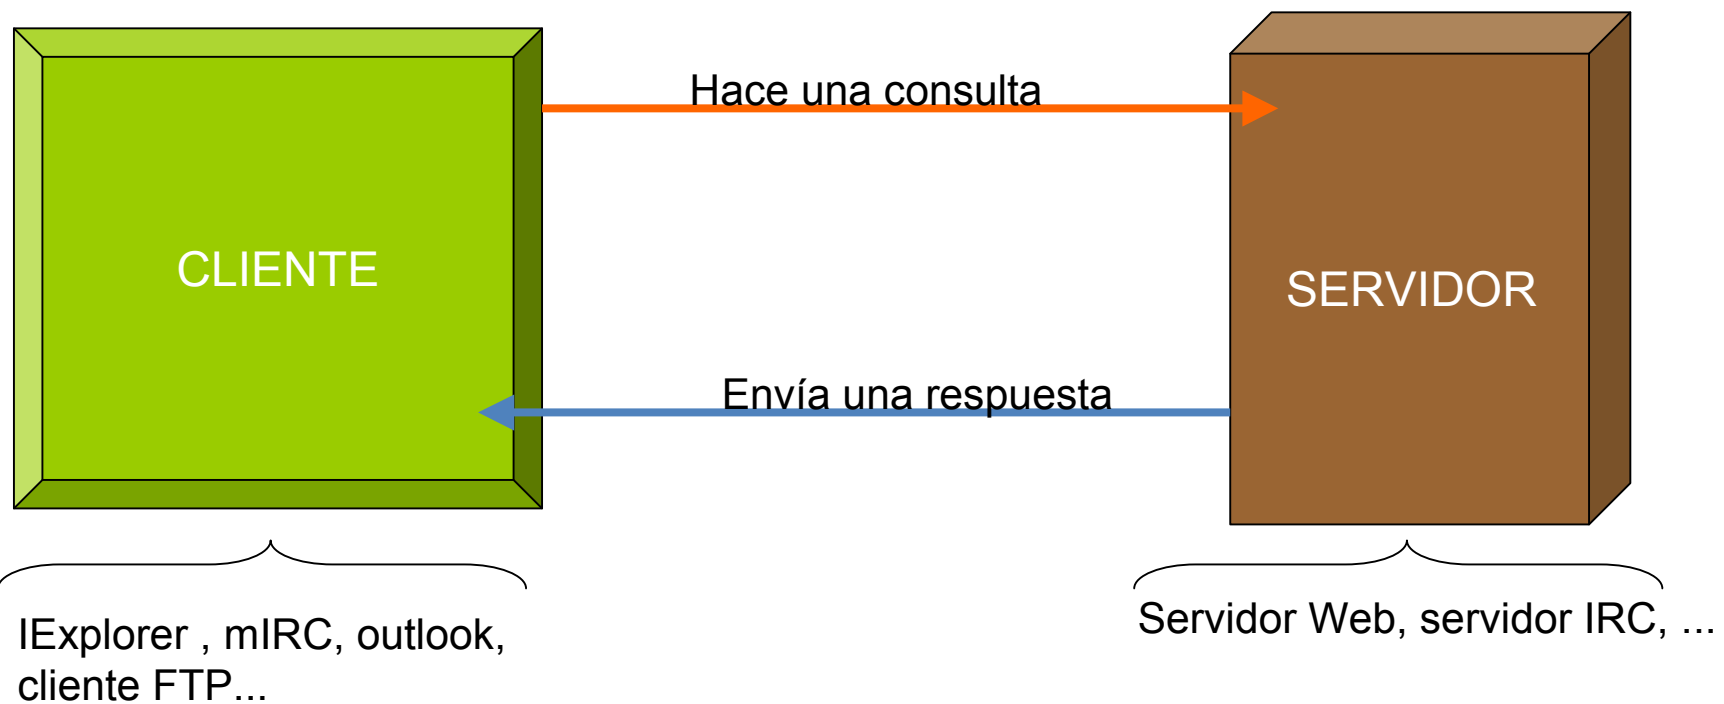 Hace una consulta
CLIENTE
SERVIDOR
Envía una respuesta
IExplorer , mIRC, outlook,
cliente FTP...
Servidor Web, servidor IRC, ...